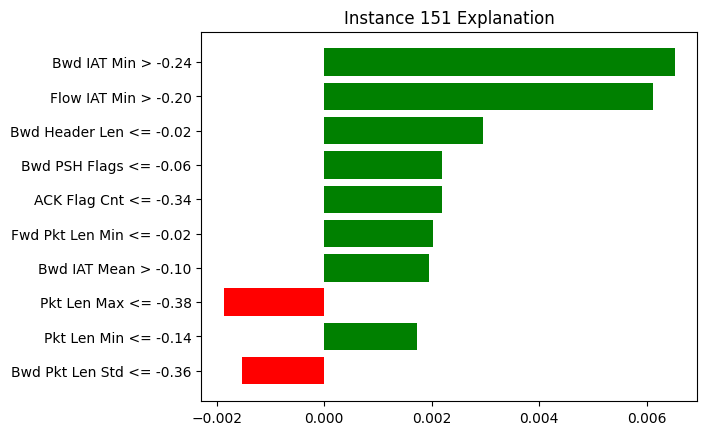 Instance 151 Explanation
Bwd IAT Min > -0.24
Flow IAT Min > -0.20
Bwd Header Len <= -0.02
Bwd PSH Flags <= -0.06
ACK Flag Cnt <= -0.34
Fwd Pkt Len Min <= -0.02
Bwd IAT Mean > -0.10
Pkt Len Max <= -0.38
Pkt Len Min <= -0.14
Bwd Pkt Len Std <= -0.36
−0.002 0.000 0.002 0.004 0.006